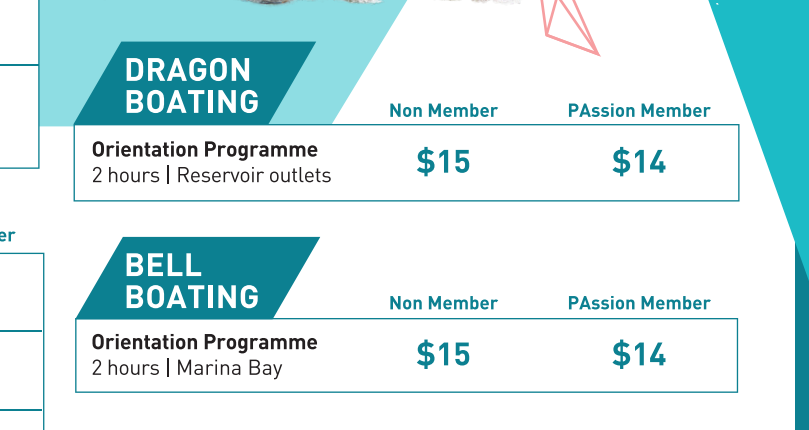 DRAGON
BOATING
Non Member PAssion Member
Orientation Programme
2 hours | Reservoir outlets
$15 $14
er
BELL
BOATING
Non Member PAssion Member
Orientation Programme
2 hours | Marina Bay
$15 $14